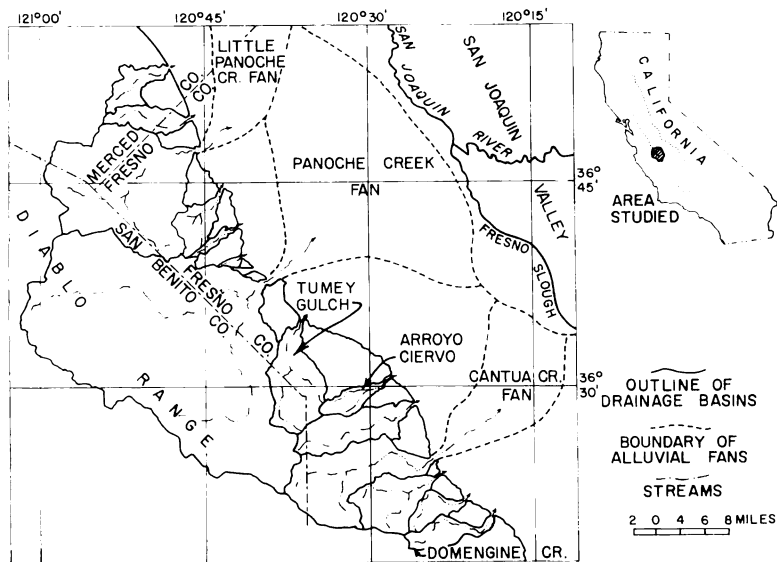 121°00'
120°45'
120°30'
120°15'
LITTLE
PANOCHE
CR. FAN
CO.
CO.
MERCED
FRESNO
SAN
JOAQUIN
RIVER
SAN JOAQUIN
VALLEY
PANOCHE CREEK
FAN
36°
45'
FRESNO
SLOUGH
DIABLO
RANGE
FRESNO CO.
SAN BENITO CO.
TUMEY
GULCH
ARROYO
CIERVO
CANTUA CR.
FAN
36°
30'
DOMENGINE CR.
CALIFORNIA
AREA
STUDIED
OUTLINE OF
DRAINAGE BASINS
BOUNDARY OF
ALLUVIAL FANS
STREAMS
2 0 2 4 6 8 MILES